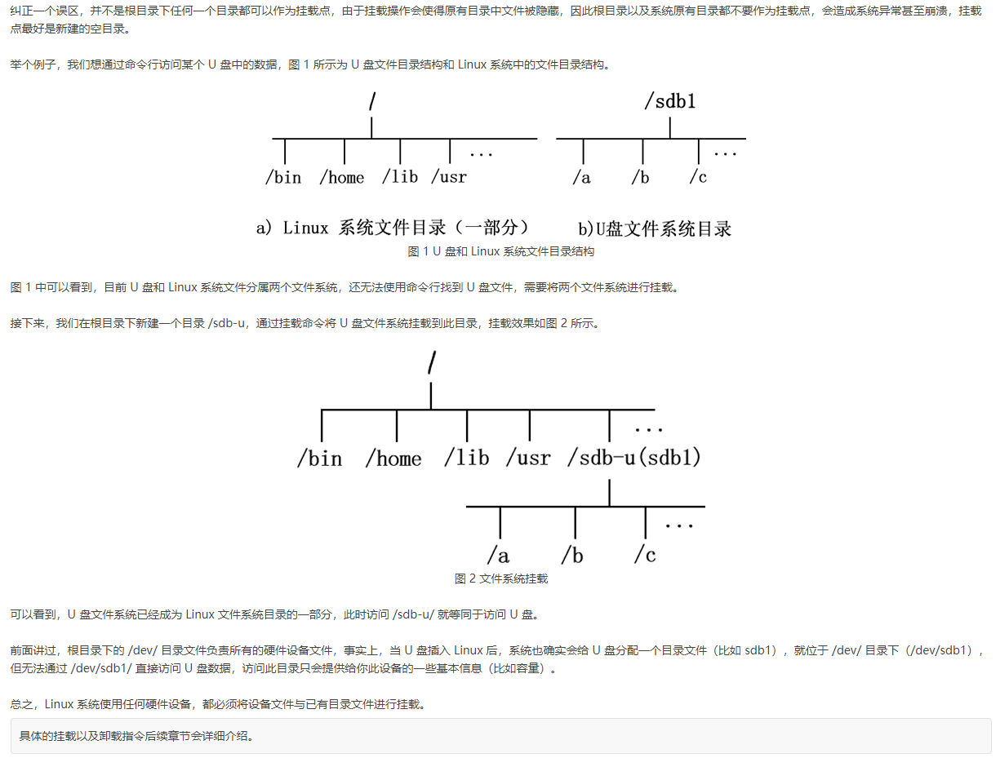 纠正一个误区，并不是根目录下任何一个目录都可以作为挂载点，由于挂载操作会使得原有目录中文件被隐藏，因此根目录以及系统原有目录都不要作为挂载点，会造成系统异常甚至崩溃，挂载
点最好是新建的空目录。
举个例子，我们想通过命令行访问某个 U 盘中的数据，图 1 所示为 U 盘文件目录结构和 Linux 系统中的文件目录结构。
/ /sdb1
... ...
/bin /home /lib /usr /a /b /c
a) Linux 系统文件目录（一部分） b)U盘文件系统目录
图 1 U 盘和 Linux 系统文件目录结构
图 1 中可以看到，目前 U 盘和 Linux 系统文件分属两个文件系统，还无法使用命令行找到 U 盘文件，需要将两个文件系统进行挂载。
接下来，我们在根目录下新建一个目录 /sdb-u，通过挂载命令将 U 盘文件系统挂载到此目录，挂载效果如图 2 所示。
/
...
/bin /home /lib /usr /sdb-u(sdb1)
...
/a /b /c
图 2 文件系统挂载
可以看到，U 盘文件系统已经成为 Linux 文件系统目录的一部分，此时访问 /sdb-u/ 就等同于访问 U 盘。
前面讲过，根目录下的 /dev/ 目录文件负责所有的硬件设备文件，事实上，当 U 盘插入 Linux 后，系统也确实会给 U 盘分配一个目录文件（比如 sdb1），就位于 /dev/ 目录下（/dev/sdb1），
但无法通过 /dev/sdb1/ 直接访问 U 盘数据，访问此目录只会提供给你此设备的一些基本信息（比如容量）。
总之，Linux 系统使用任何硬件设备，都必须将设备文件与已有目录文件进行挂载。
具体的挂载以及卸载指令后续章节会详细介绍。